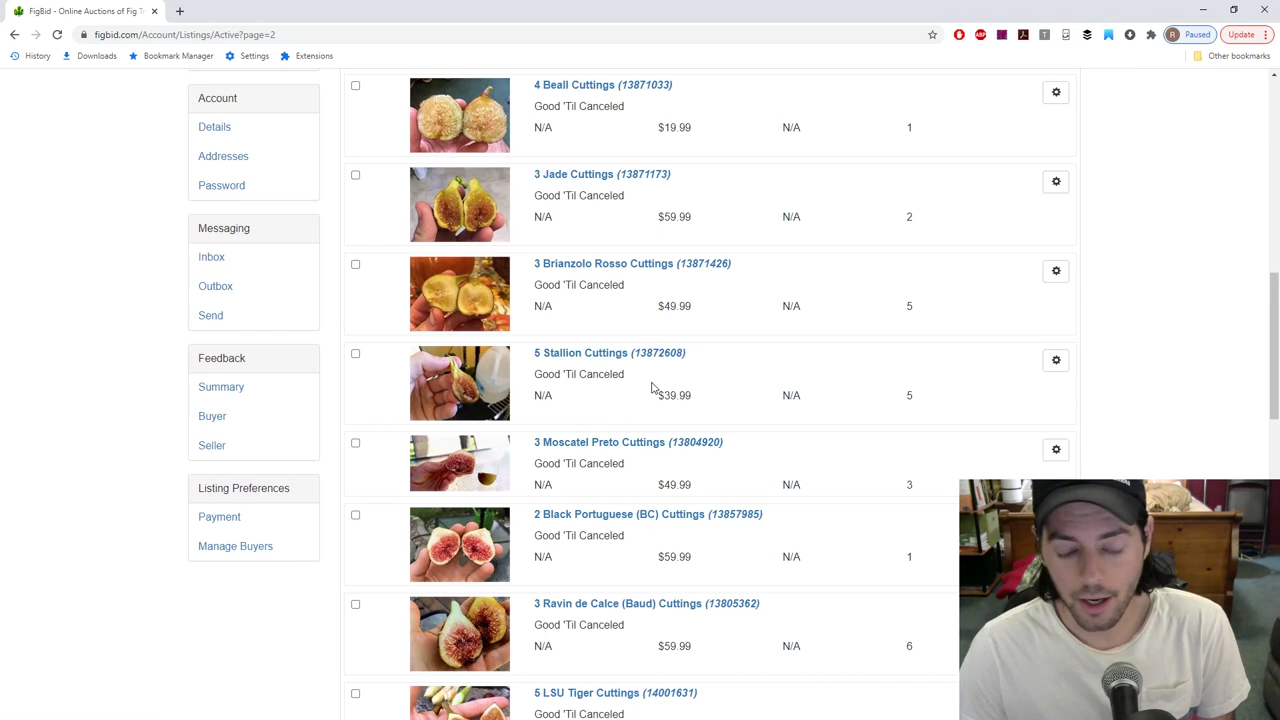 FigBid - Online Auctions of Fig Tr
figbid.com/Account/Listings/Active?page=2
ABP
T
R Paused
Update
History
Downloads
Bookmark Manager
Settings
Extensions
Other bookmarks
Account
Details
Addresses
Password
Messaging
Inbox
Outbox
Send
Feedback
Summary
Buyer
Seller
Listing Preferences
Payment
Manage Buyers
4 Beall Cuttings (13871033)
Good 'Til Canceled
N/A $19.99 N/A 1
3 Jade Cuttings (13871173)
Good 'Til Canceled
N/A $59.99 N/A 2
3 Brianzolo Rosso Cuttings (13871426)
Good 'Til Canceled
N/A $49.99 N/A 5
5 Stallion Cuttings (13872608)
Good 'Til Canceled
N/A $39.99 N/A 5
3 Moscatel Preto Cuttings (13804920)
Good 'Til Canceled
N/A $49.99 N/A 3
2 Black Portuguese (BC) Cuttings (13857985)
Good 'Til Canceled
N/A $59.99 N/A 1
3 Ravin de Calce (Baud) Cuttings (13805362)
Good 'Til Canceled
N/A $59.99 N/A 6
5 LSU Tiger Cuttings (14001631)
Good 'Til Canceled